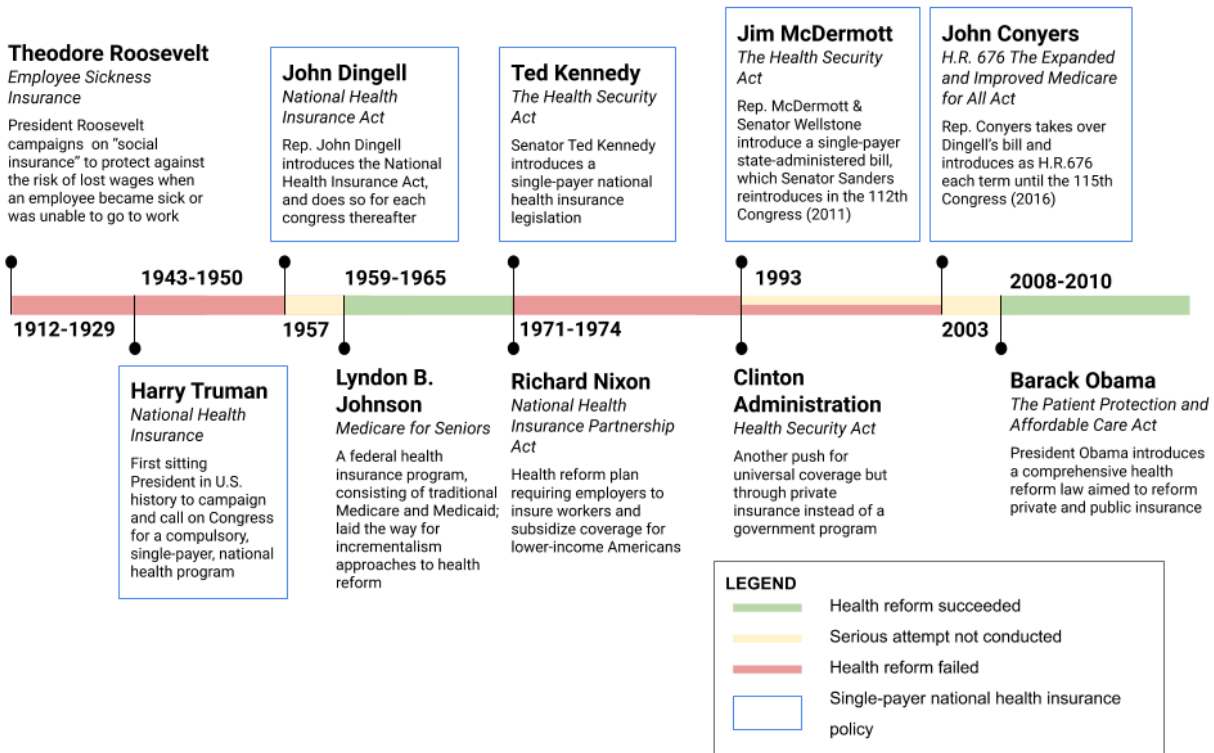 Theodore Roosevelt
Employee Sickness
Insurance
President Roosevelt
campaigns on “social
insurance” to protect against
the risk of lost wages when
an employee became sick or
was unable to go to work
John Dingell
National Health
Insurance Act
Rep. John Dingell
introduces the National
Health Insurance Act,
and does so for each
congress thereafter
Ted Kennedy
The Health Security
Act
Senator Ted Kennedy
introduces a
single-payer national
health insurance
legislation
Jim McDermott
The Health Security
Act
Rep. McDermott &
Senator Wellstone
introduce a single-payer
state-administered bill,
which Senator Sanders
reintroduces in the 112th
Congress (2011)
John Conyers
H.R. 676 The Expanded
and Improved Medicare
for All Act
Rep. Conyers takes over
Dingell’s bill and
introduces as H.R.676
each term until the 115th
Congress (2016)
1943-1950
1959-1965
1993
2008-2010
1912-1929
1957
1971-1974
2003
Harry Truman
National Health
Insurance
First sitting
President in U.S.
history to campaign
and call on Congress
for a compulsory,
single-payer, national
health program
Lyndon B.
Johnson
Medicare for Seniors
A federal health
insurance program,
consisting of traditional
Medicare and Medicaid;
laid the way for
incrementalism
approaches to health
reform
Richard Nixon
National Health
Insurance Partnership
Act
Health reform plan
requiring employers to
insure workers and
subsidize coverage for
lower-income Americans
Clinton
Administration
Health Security Act
Another push for
universal coverage but
through private
insurance instead of a
government program
Barack Obama
The Patient Protection and
Affordable Care Act
President Obama introduces
a comprehensive health
reform law aimed to reform
private and public insurance
LEGEND
Health reform succeeded
Serious attempt not conducted
Health reform failed
Single-payer national health insurance
policy